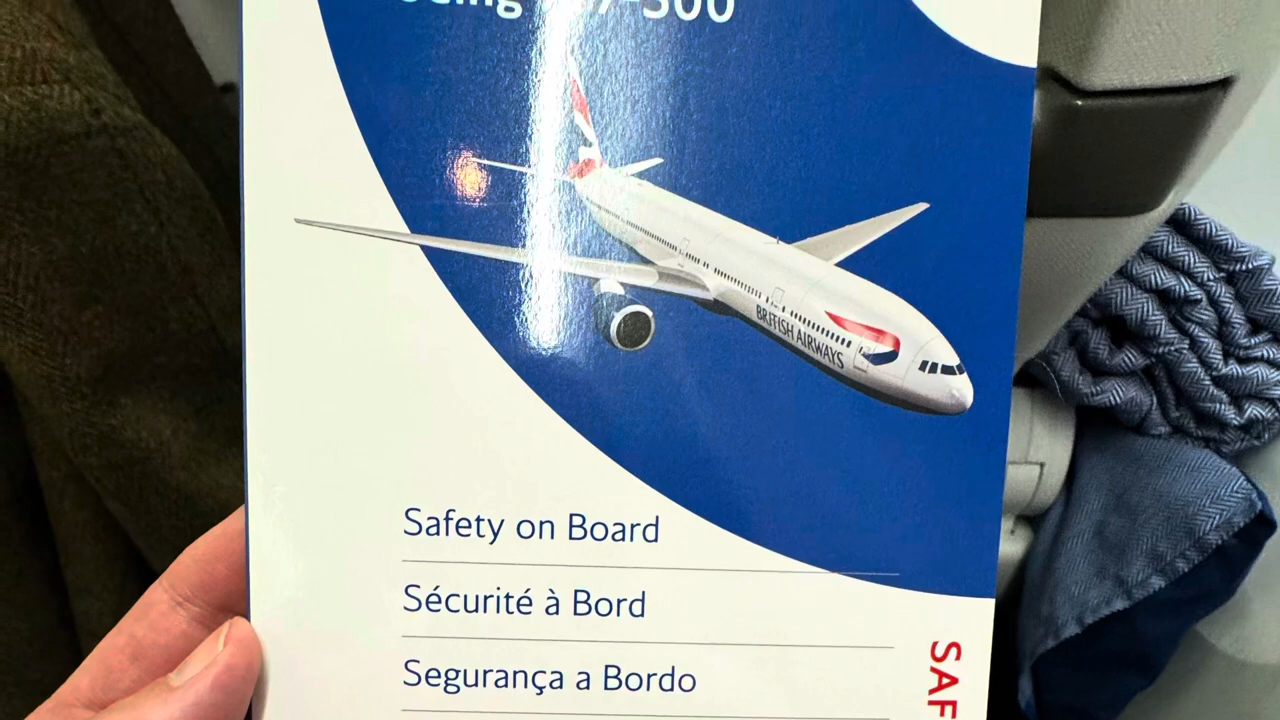 BRITISH AIRWAYS
Safety on Board
Sécurité à Bord
Segurança a Bordo